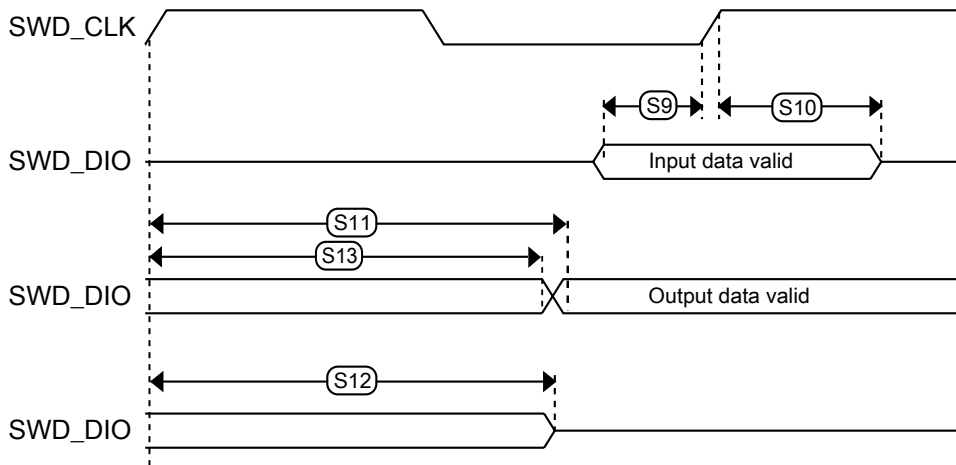 SWD_CLK
S9
S10
SWD_DIO
Input data valid
S11
S13
SWD_DIO
Output data valid
S12
SWD_DIO